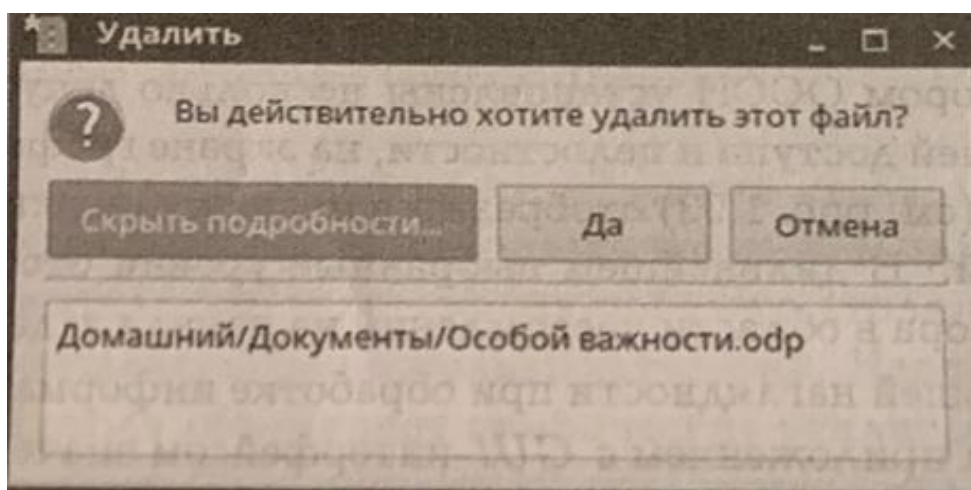 Удалить
Вы действительно хотите удалить этот файл?
Скрыть подробности...
Да
Отмена
Домашний/Документы/Особой важности.odp